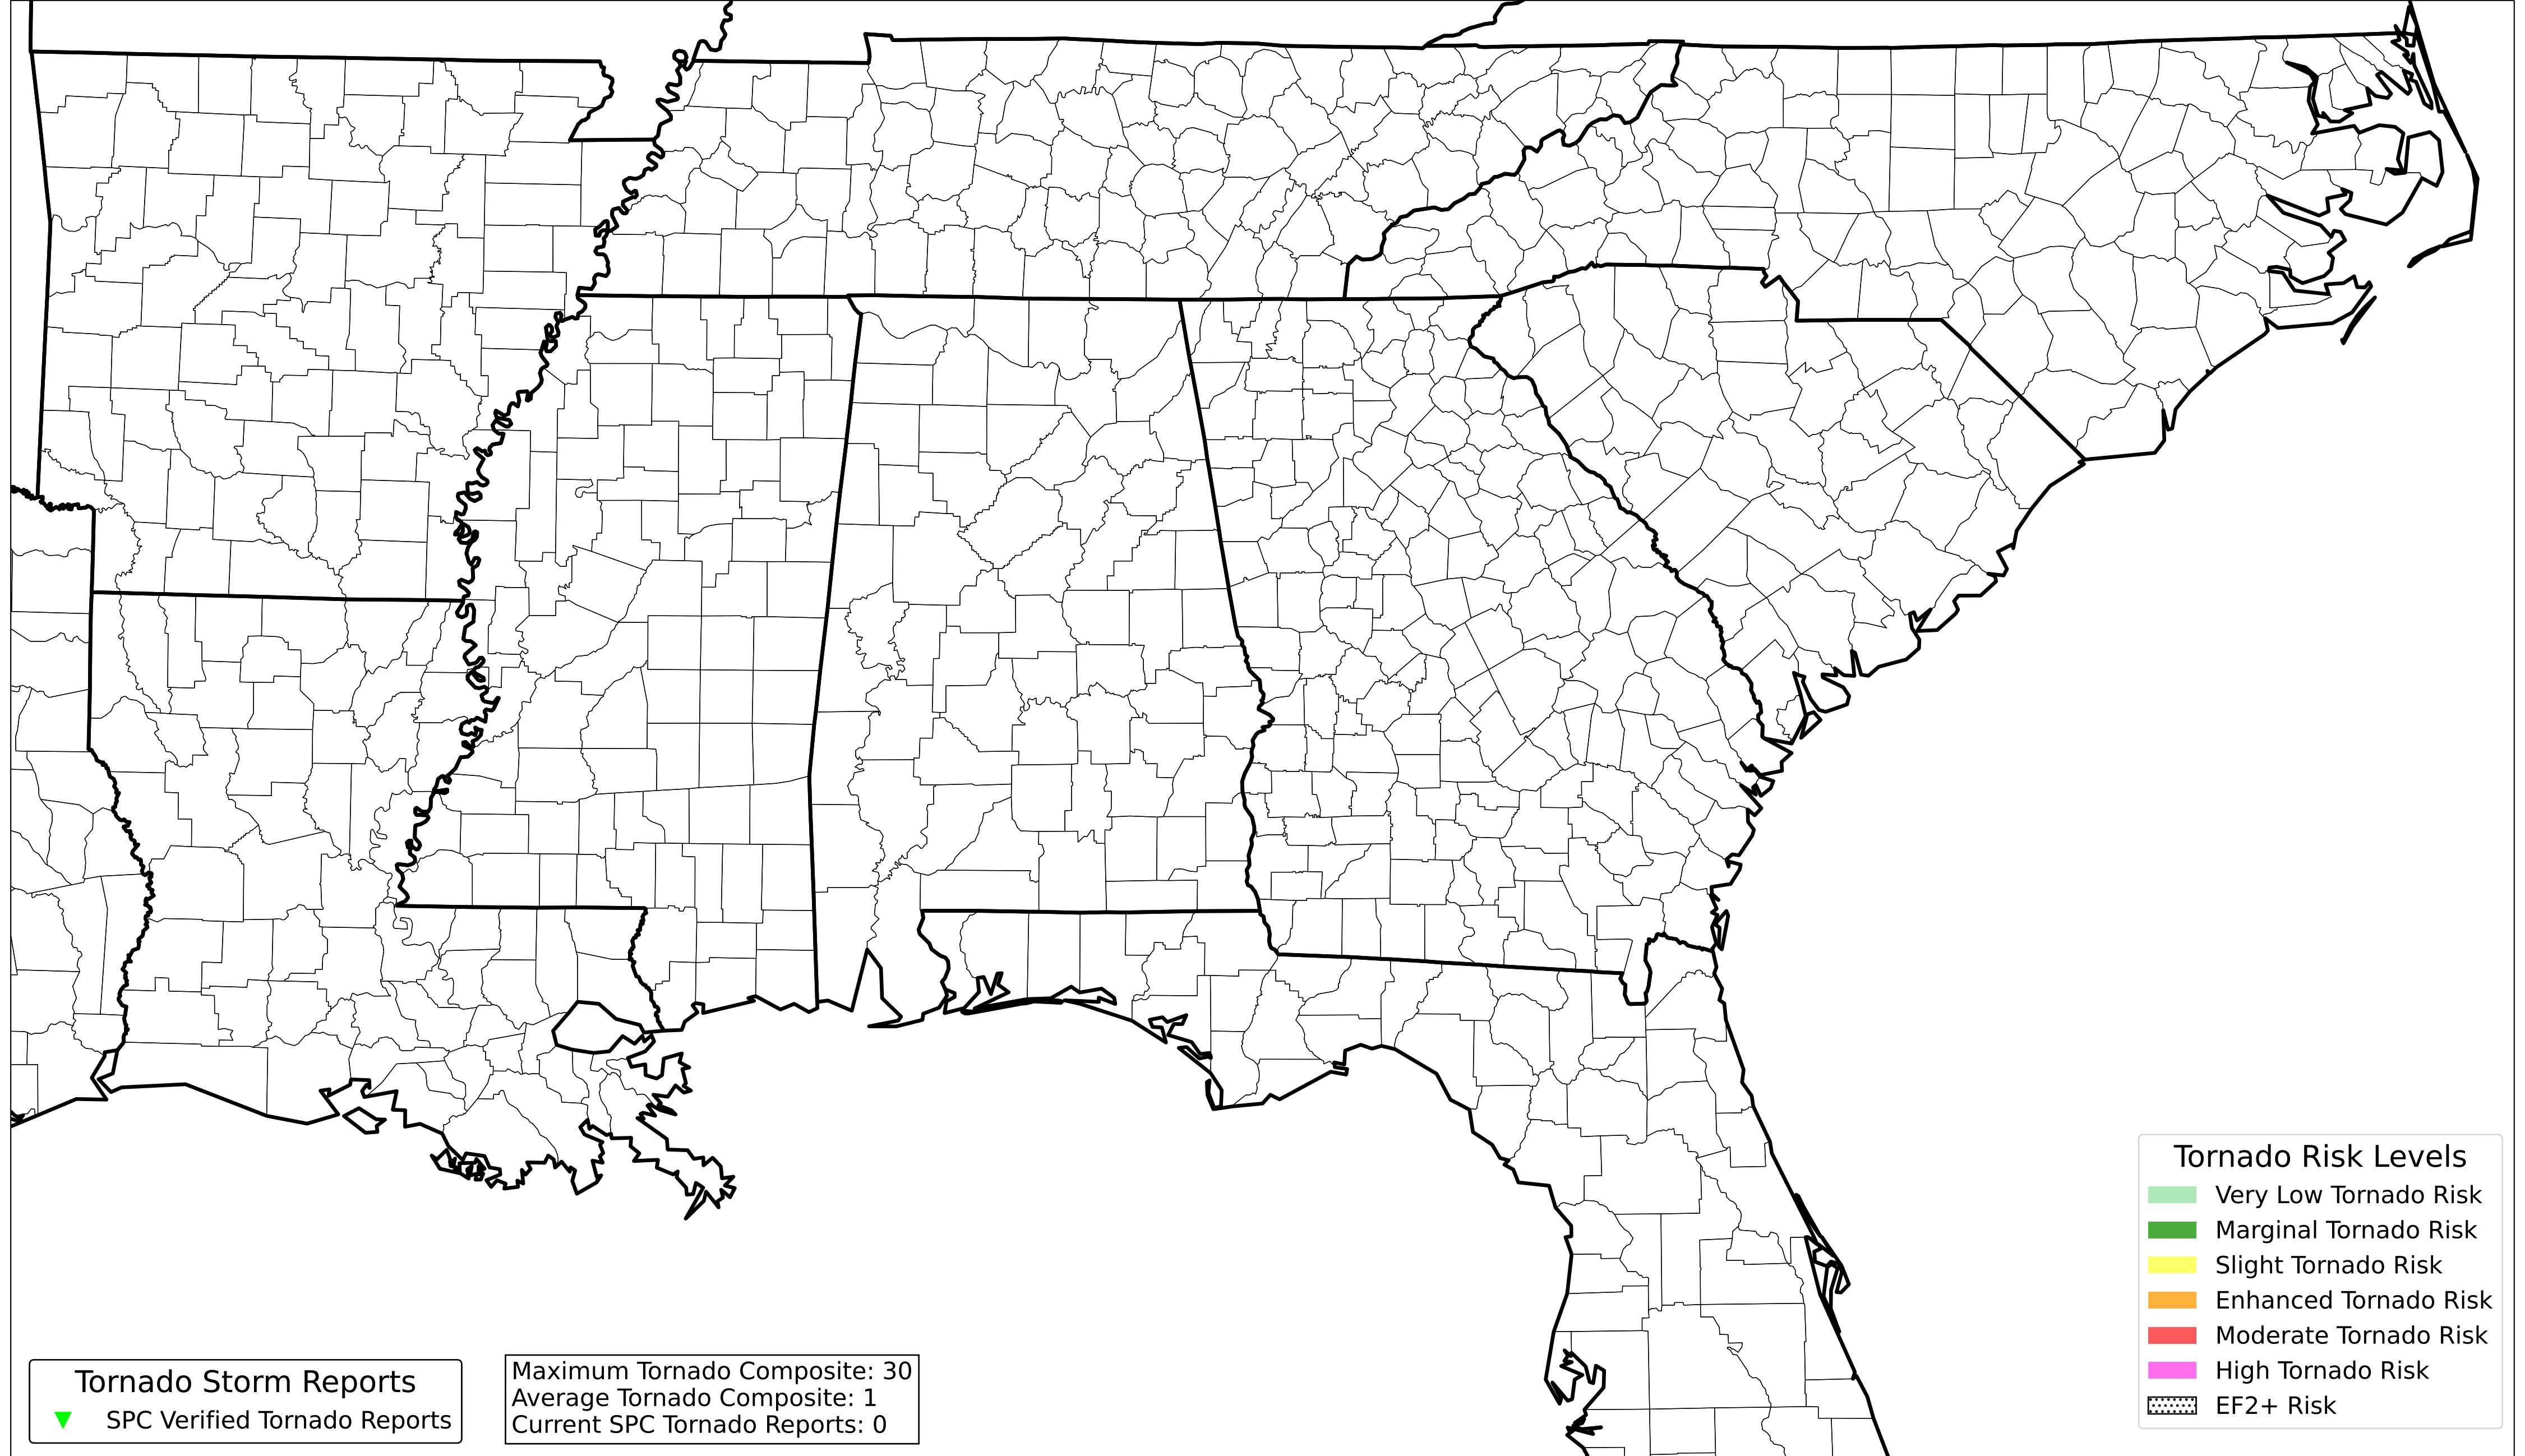 Tornado Risk Levels
Very Low Tornado Risk
Marginal Tornado Risk
Slight Tornado Risk
Enhanced Tornado Risk
Moderate Tornado Risk
High Tornado Risk
EF2+ Risk
Tornado Storm Reports
SPC Verified Tornado Reports
Maximum Tornado Composite: 30
Average Tornado Composite: 1
Current SPC Tornado Reports: 0